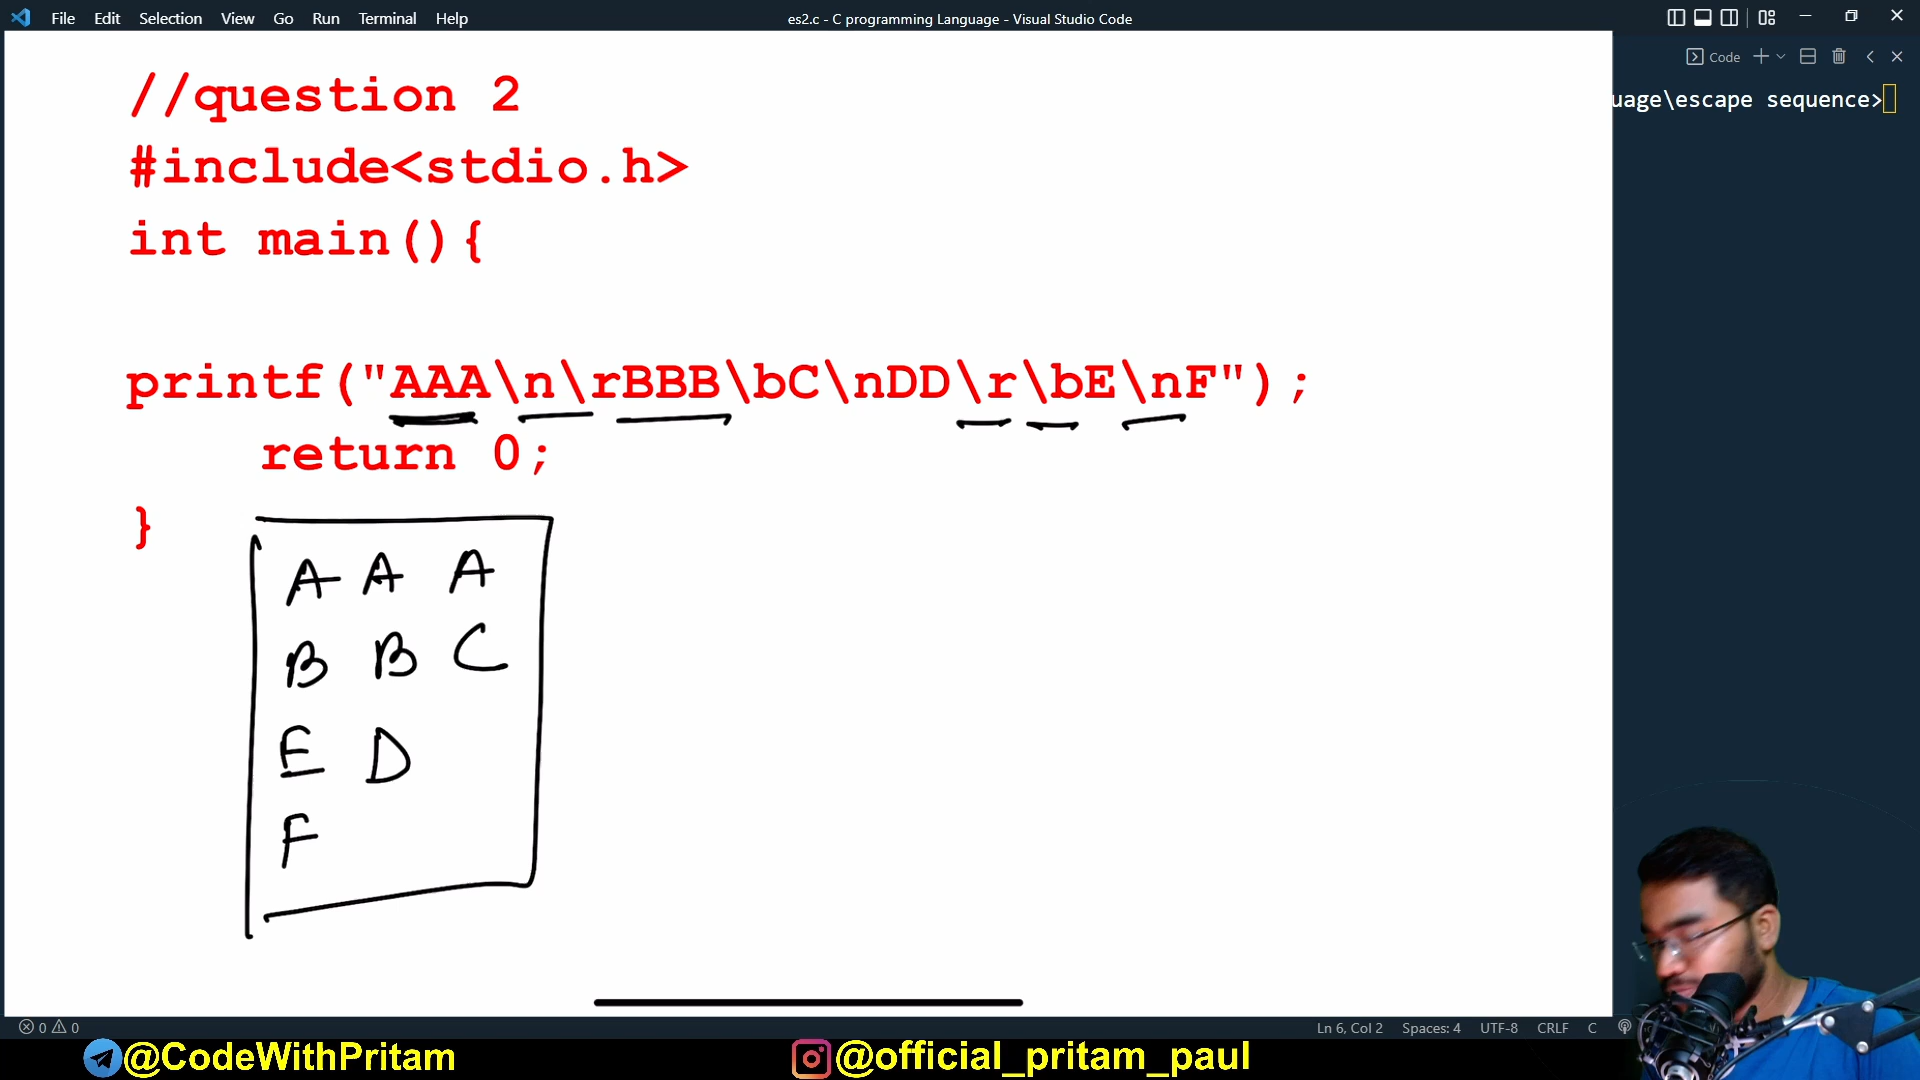 File Edit Selection View Go Run Terminal Help es2.c - C programming Language - Visual Studio Code
Code
uage\escape sequence>
//question 2
#include<stdio.h>
int main(){
printf("AAA\n\rBBB\bC\nDD\r\bE\nF");
return 0;
}
A A A
B B C
E D
F
0 0 Ln 6, Col 2 Spaces: 4 UTF-8 CRLF C
@CodeWithPritam @official_pritam_paul